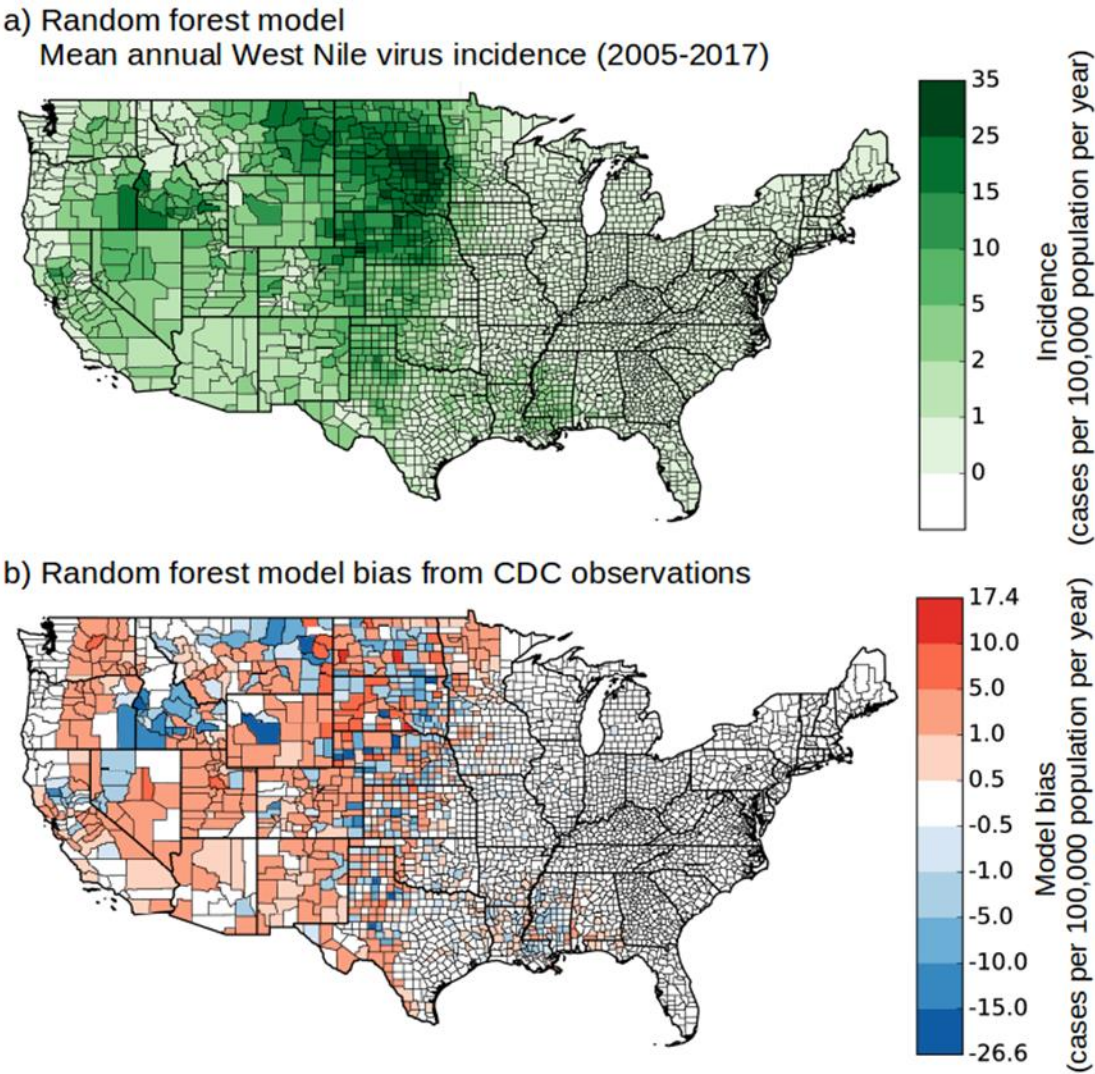 a) Random forest model
Mean annual West Nile virus incidence (2005-2017)
35
25
15
10
5
2
1
0
Incidence
(cases per 100,000 population per year)
b) Random forest model bias from CDC observations
17.4
10.0
5.0
1.0
0.5
-0.5
-1.0
-5.0
-10.0
-15.0
-26.6
Model bias
(cases per 100,000 population per year)